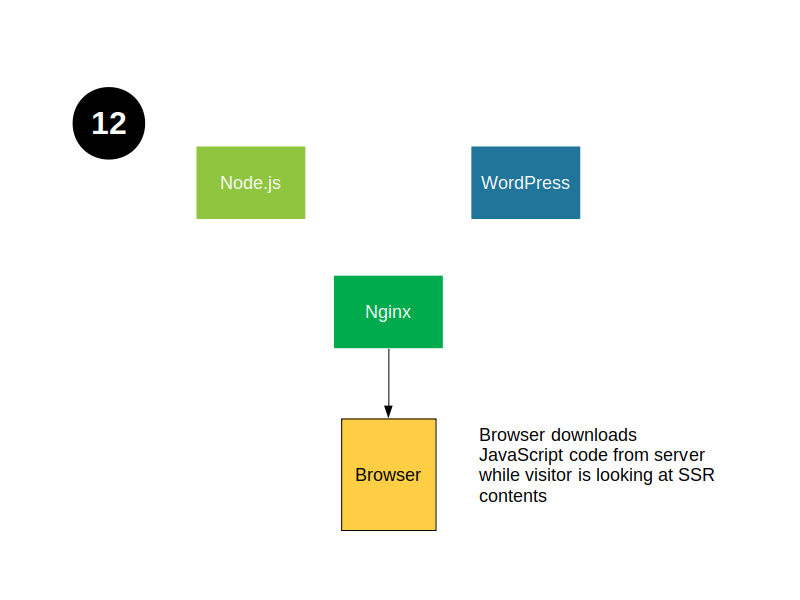 12
Node.js
WordPress
Nginx
Browser
Browser downloads
JavaScript code from server
while visitor is looking at SSR
contents